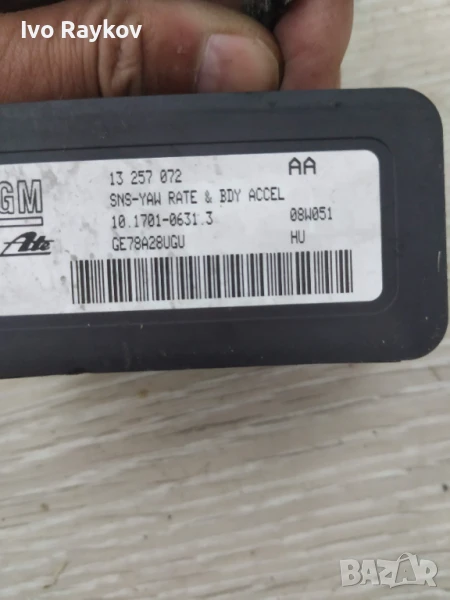 Ivo Raykov
GM
13 257 072 AA
SNS-YAW RATE & BDY ACCEL
10.1701-0631.3 08W051
GE78A28UGU HU
Ate
BAZAR